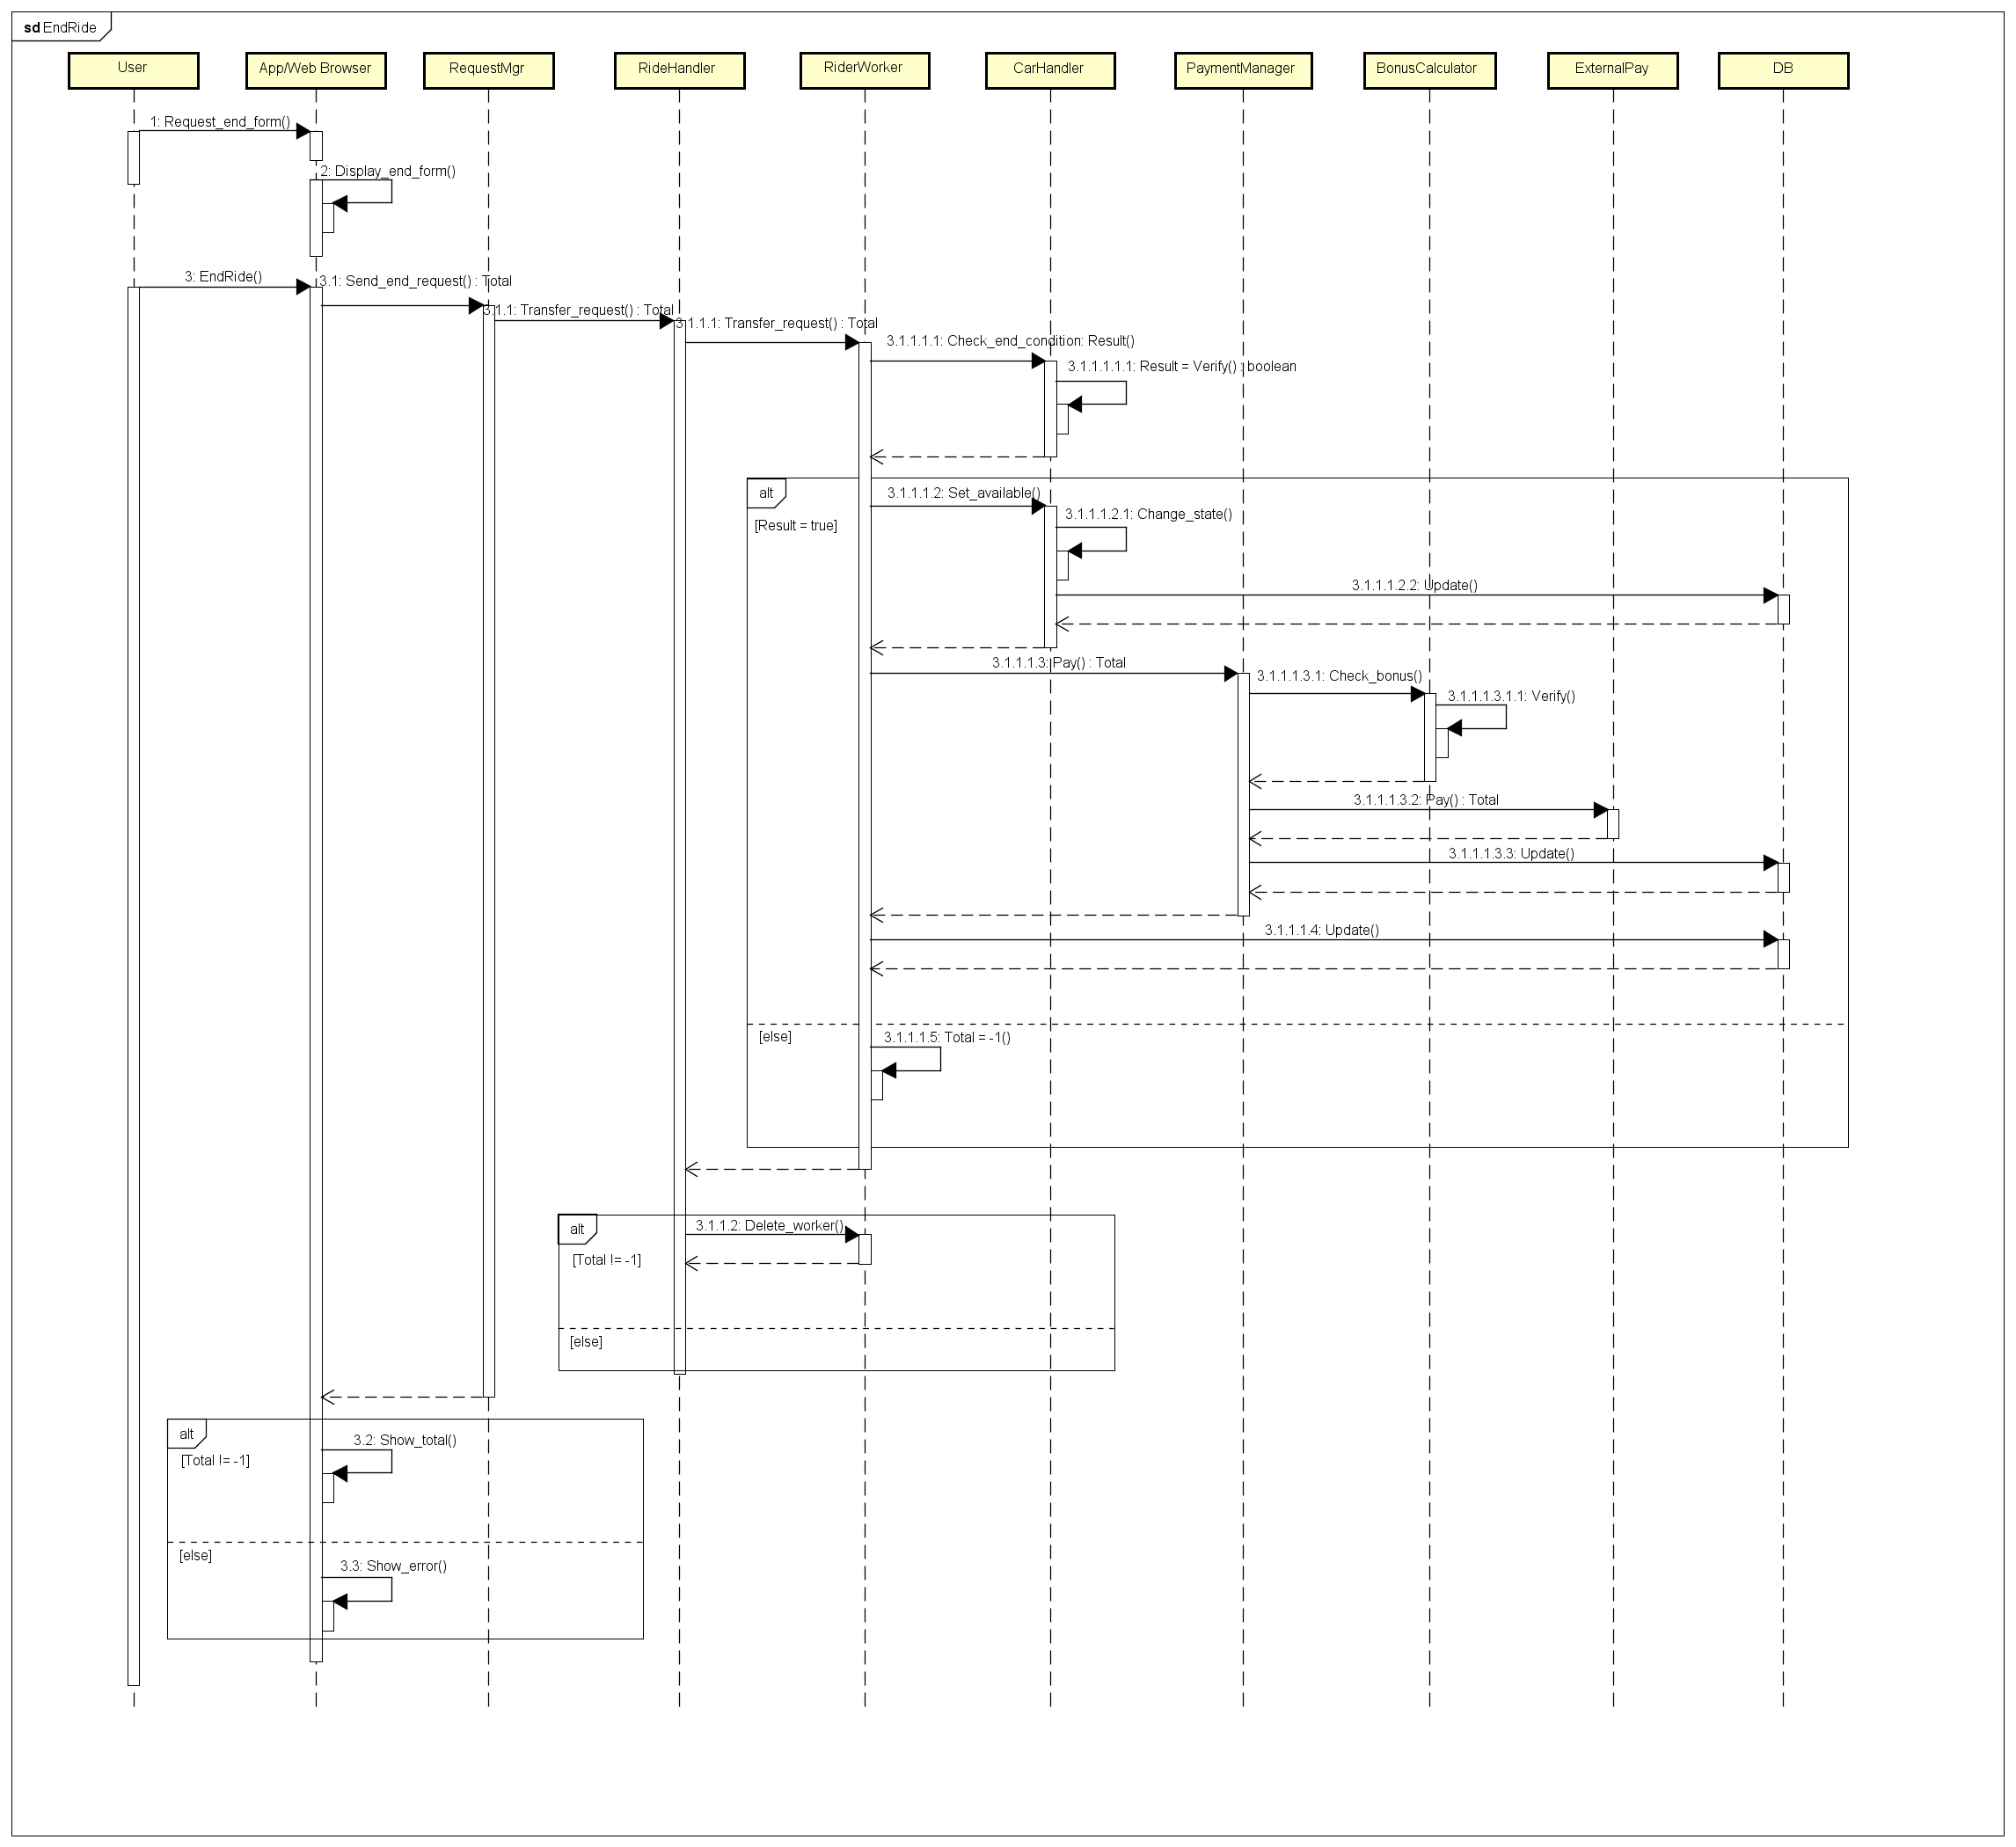 sd EndRide
User
App/Web Browser
RequestMgr
RideHandler
RiderWorker
CarHandler
PaymentManager
BonusCalculator
ExternalPay
DB
1: Request_end_form()
2: Display_end_form()
3: EndRide()
3.1: Send_end_request() : Total
3.1.1: Transfer_request() : Total
3.1.1.1: Transfer_request() : Total
3.1.1.1.1: Check_end_condition: Result()
3.1.1.1.1.1: Result = Verify() : boolean
alt
3.1.1.1.2: Set_available()
[Result = true]
3.1.1.1.2.1: Change_state()
3.1.1.1.2.2: Update()
3.1.1.1.3: Pay() : Total
3.1.1.1.3.1: Check_bonus()
3.1.1.1.3.1.1: Verify()
3.1.1.1.3.2: Pay() : Total
3.1.1.1.3.3: Update()
3.1.1.1.4: Update()
[else]
3.1.1.1.5: Total = -1()
alt
3.1.1.2: Delete_worker()
[Total != -1]
[else]
alt
3.2: Show_total()
[Total != -1]
[else]
3.3: Show_error()